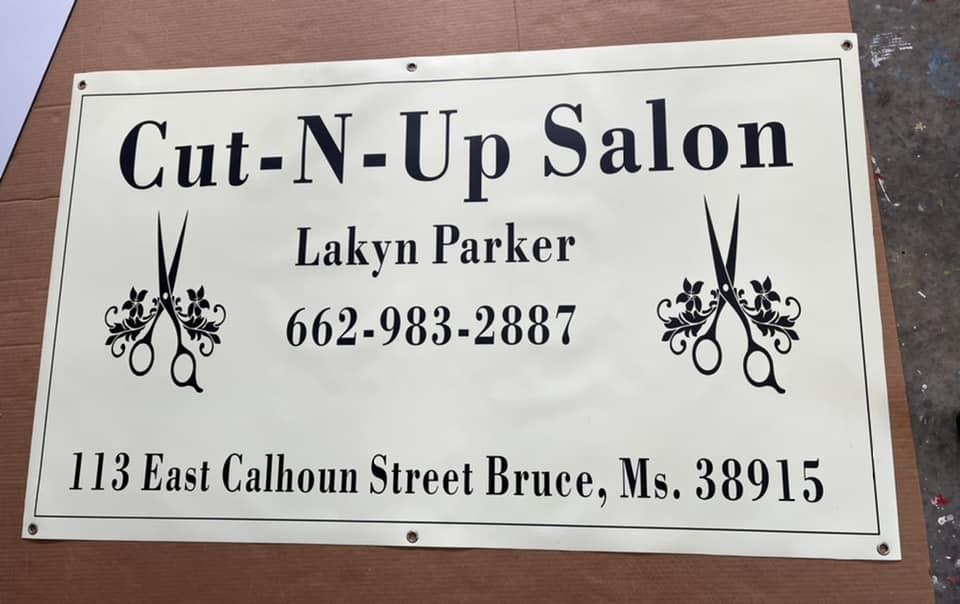 Cut-N-Up Salon
Lakyn Parker
662-983-2887
113 East Calhoun Street Bruce, Ms. 38915